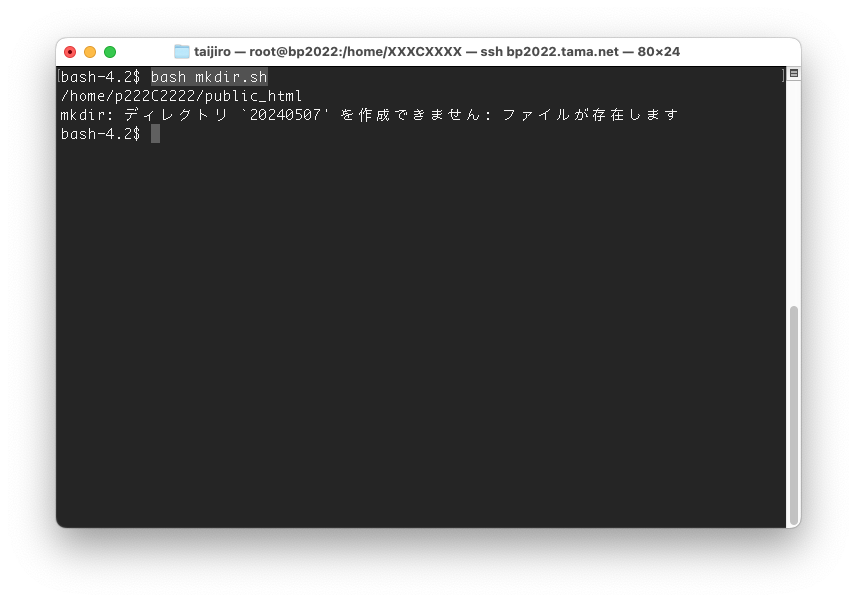 taijiro — root@bp2022:/home/XXXCXXXX — ssh bp2022.tama.net — 80×24
[bash-4.2$ bash mkdir.sh ]
/home/p222C2222/public_html
mkdir: ディレクトリ `20240507' を作成できません: ファイルが存在します
bash-4.2$